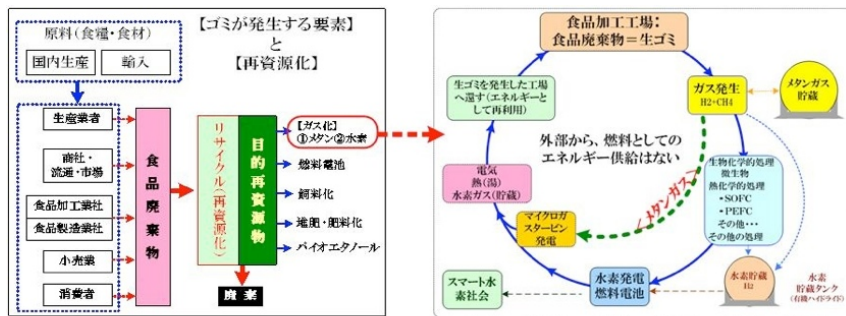 【ゴミが発生する要素】
と
【再資源化】
原料(食糧・食材)
国内生産
輸入
生産業者
商社・
流通・市場
食品加工業社
食品製造業社
小売業
消費者
食品廃棄物
リサイクル(再資源化)
目的再資源物
【ガス化】
①メタン②水素
燃料電池
飼料化
堆肥・肥料化
バイオエタノール
廃棄
食品加工工場:
食品廃棄物=生ゴミ
生ゴミを発生した工場
へ還す(エネルギーと
して再利用)
ガス発生
H2+CH4
メタンガス
貯蔵
外部から、燃料としての
エネルギー供給はない
電気
熱(湯)
水素ガス(貯蔵)
<メタンガス>
生物化学的処理
微生物
熱化学的処理
・SOFC
・PEFC
その他・・・
その他の処理
マイクロガ
スタービン
発電
スマート水
素社会
水素発電
燃料電池
水素貯蔵
H2
水素
貯蔵タンク
(有機ハイドライド)